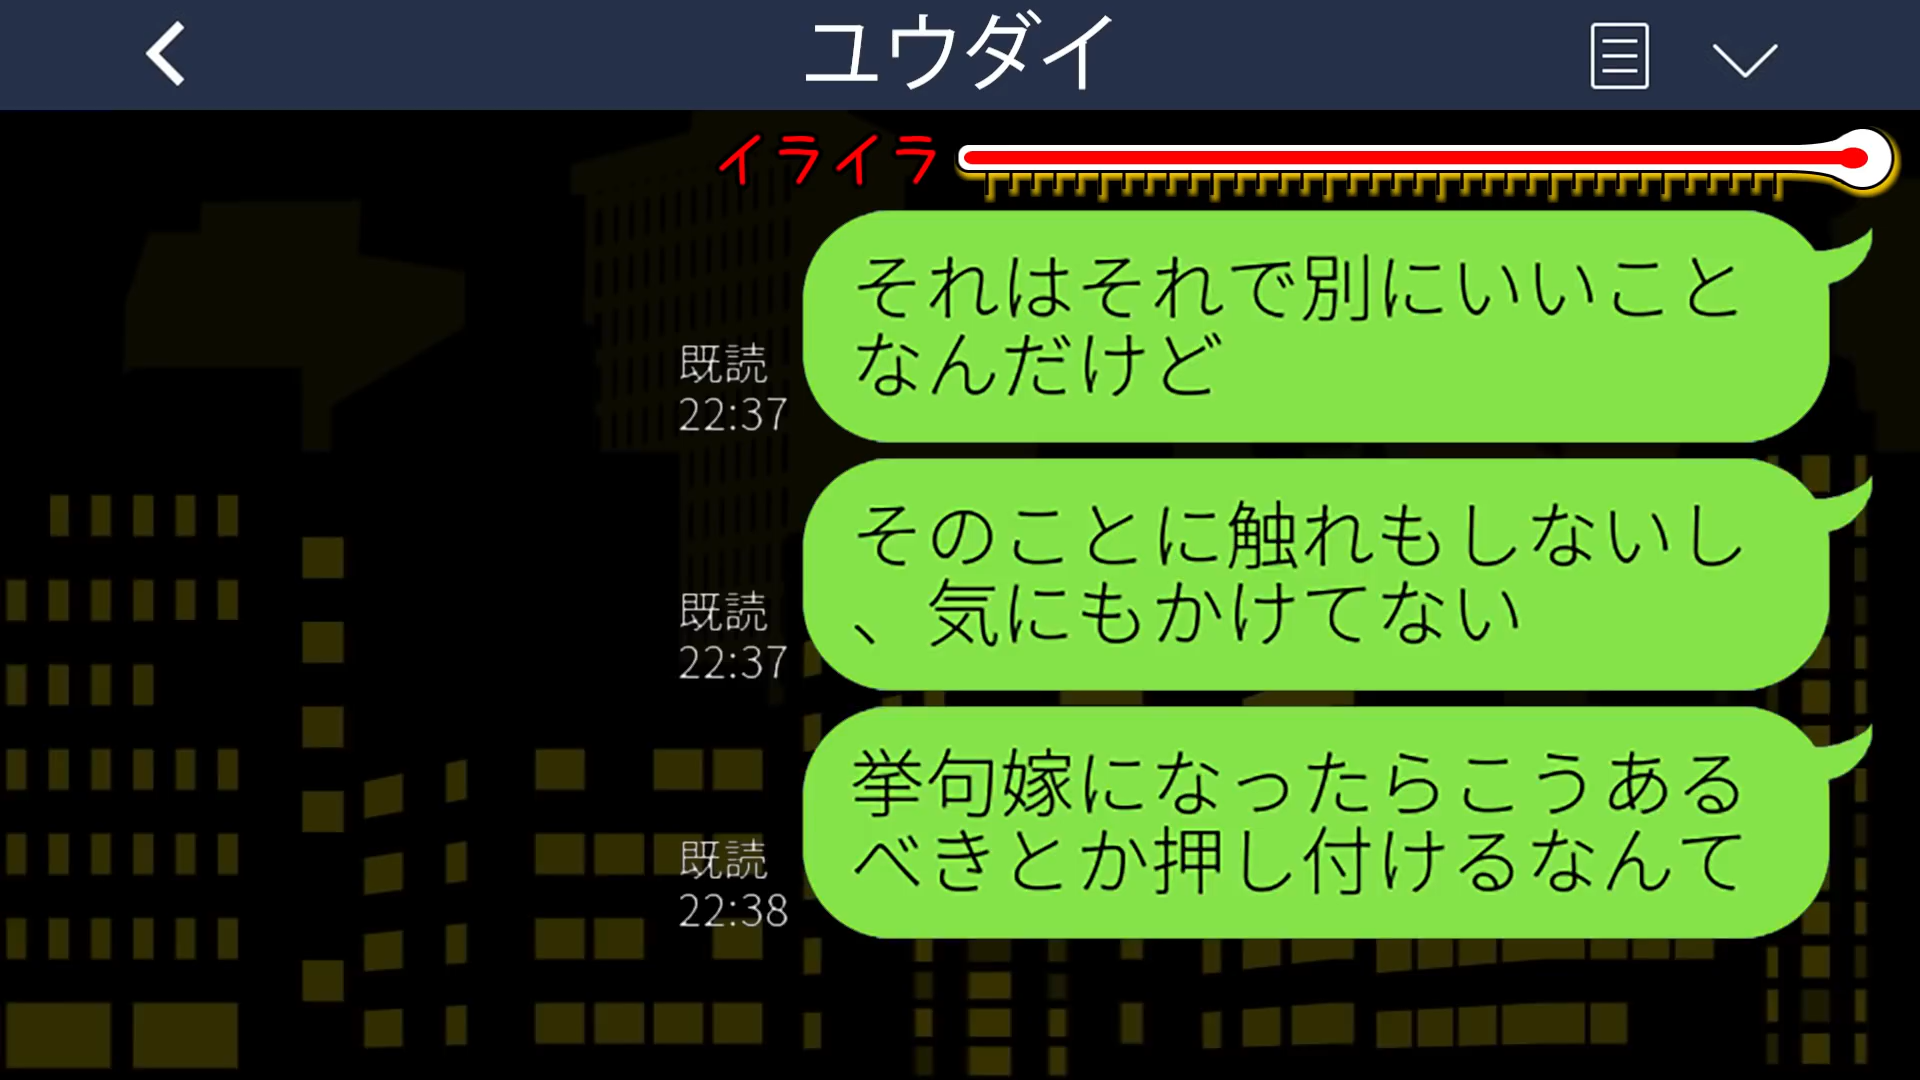 ユウダイ
イライラ
それはそれで別にいいこと
なんだけど
既読
22:37
そのことに触れもしないし
、気にもかけてない
既読
22:37
挙句嫁になったらこうある
べきとか押し付けるなんて
既読
22:38